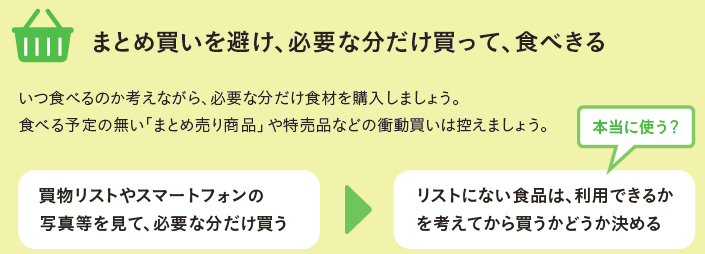 まとめ買いを避け、必要な分だけ買って、食べきる
いつ食べるのか考えながら、必要な分だけ食材を購入しましょう。
食べる予定の無い「まとめ売り商品」や特売品などの衝動買いは控えましょう。
本当に使う？
買物リストやスマートフォンの
写真等を見て、必要な分だけ買う
リストにない食品は、利用できるか
を考えてから買うかどうか決める